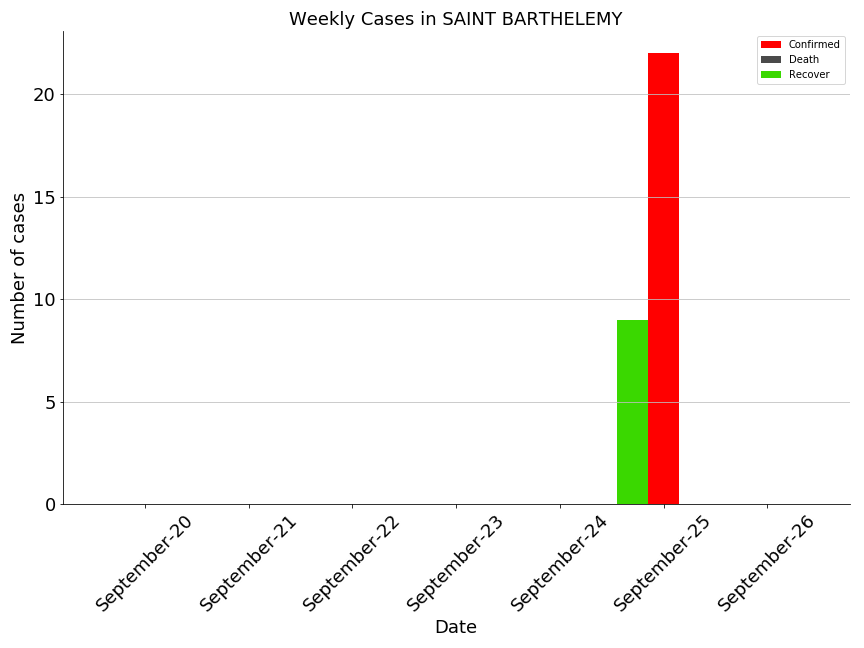 Weekly Cases in SAINT BARTHELEMY
Confirmed
Death
Recover
Number of cases
20
15
10
5
0
September-20
September-21
September-22
September-23
September-24
September-25
September-26
Date